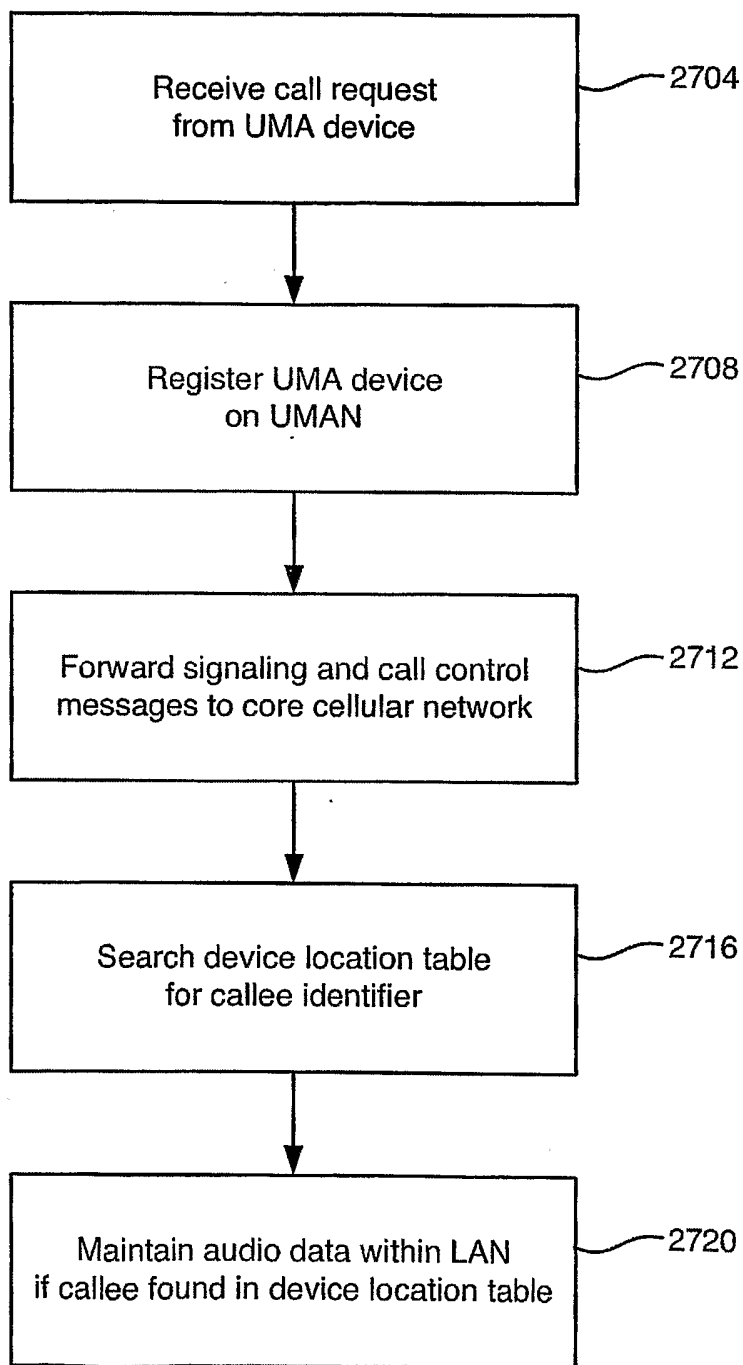 Receive call request
from UMA device
2704
Register UMA device
on UMAN
2708
Forward signaling and call control
messages to core cellular network
2712
Search device location table
for callee identifier
2716
Maintain audio data within LAN
if callee found in device location table
2720